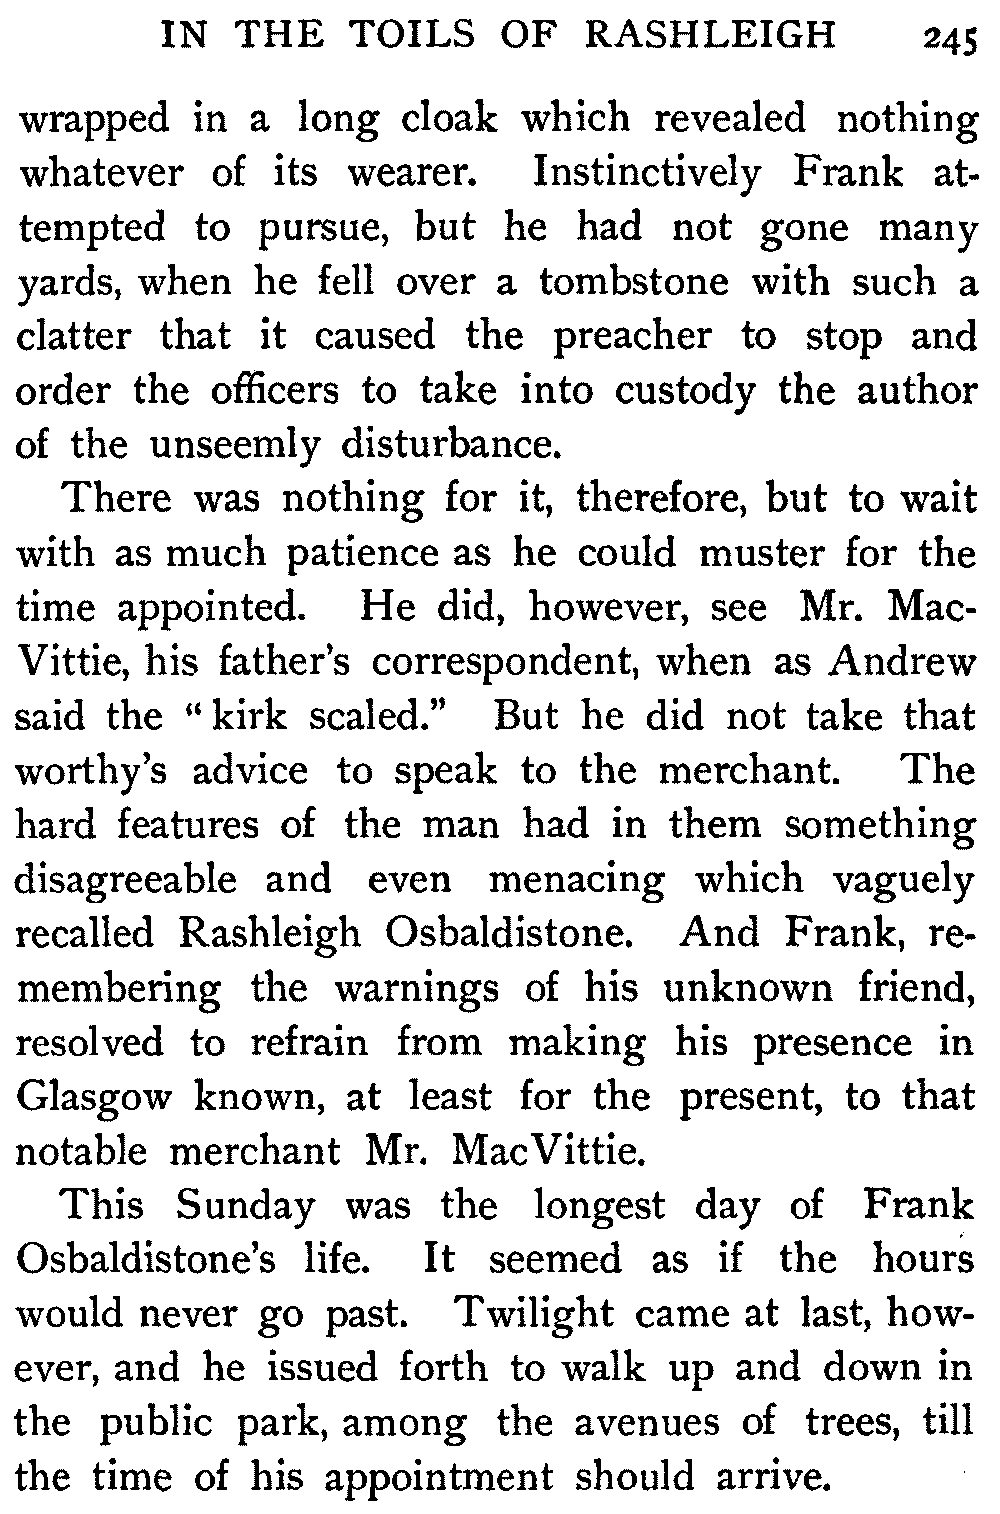 IN THE TOILS OF RASHLEIGH 245
wrapped in a long cloak which revealed nothing
whatever of its wearer. Instinctively Frank at-
tempted to pursue, but he had not gone many
yards, when he fell over a tombstone with such a
clatter that it caused the preacher to stop and
order the officers to take into custody the author
of the unseemly disturbance.
There was nothing for it, therefore, but to wait
with as much patience as he could muster for the
time appointed. He did, however, see Mr. Mac-
Vittie, his father's correspondent, when as Andrew
said the “kirk scaled.” But he did not take that
worthy's advice to speak to the merchant. The
hard features of the man had in them something
disagreeable and even menacing which vaguely
recalled Rashleigh Osbaldistone. And Frank, re-
membering the warnings of his unknown friend,
resolved to refrain from making his presence in
Glasgow known, at least for the present, to that
notable merchant Mr. MacVittie.
This Sunday was the longest day of Frank
Osbaldistone's life. It seemed as if the hours
would never go past. Twilight came at last, how-
ever, and he issued forth to walk up and down in
the public park, among the avenues of trees, till
the time of his appointment should arrive.